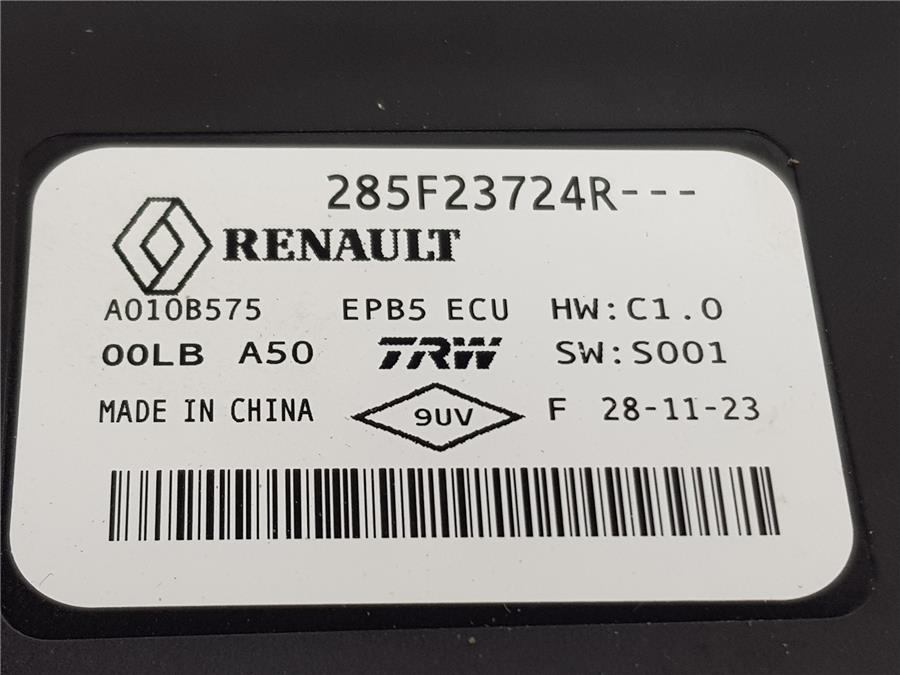 285F23724R---
RENAULT
A010B575 EPB5 ECU HW:C1.0
00LB A50 TRW SW:S001
MADE IN CHINA 9UV F 28-11-23